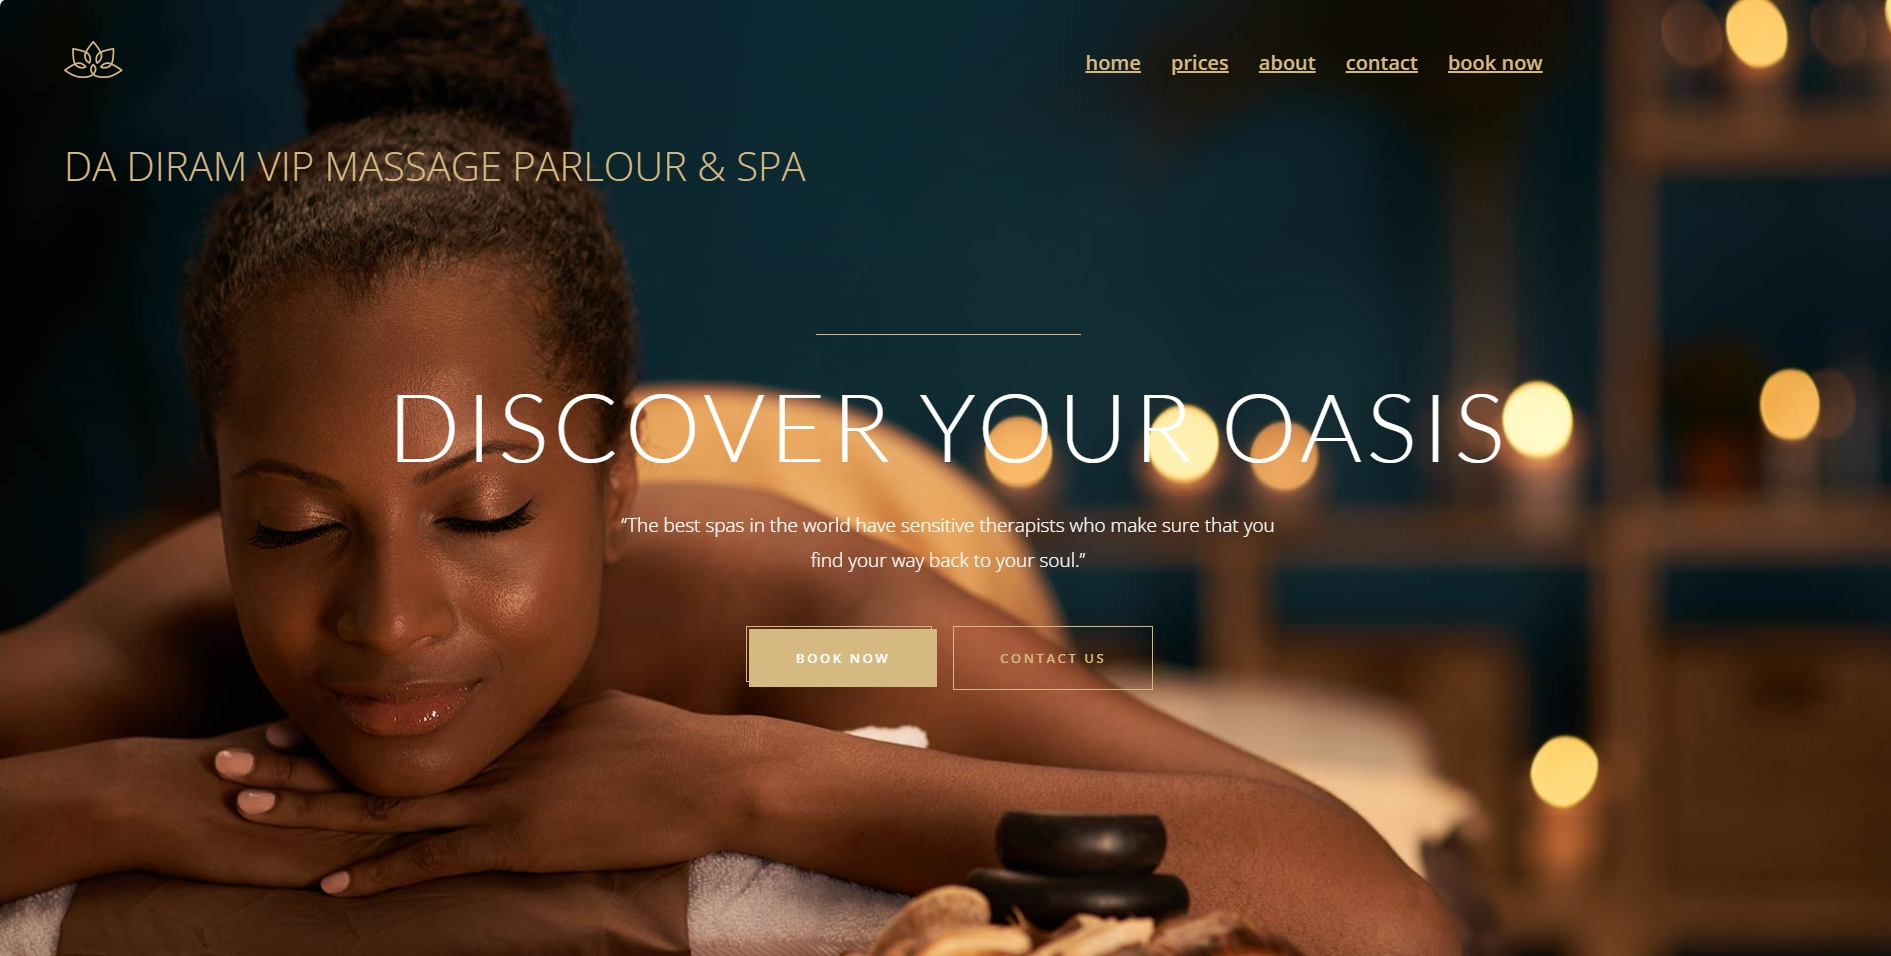 home prices about contact book now
DA DIRAM VIP MASSAGE PARLOUR & SPA
DISCOVER YOUR OASIS
“The best spas in the world have sensitive therapists who make sure that you
find your way back to your soul.”
BOOK NOW CONTACT US